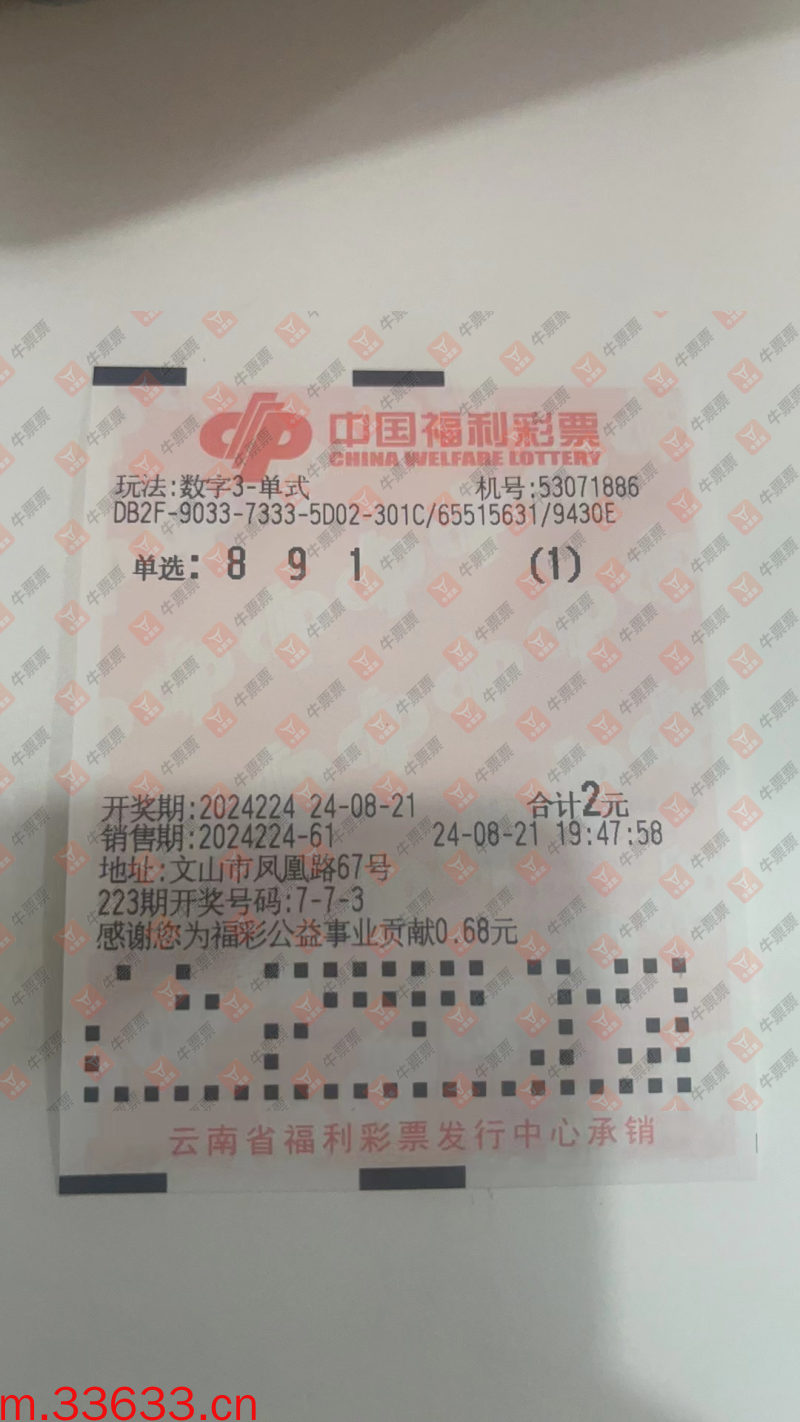 中国福利彩票
CHINA WELFARE LOTTERY
玩法:数字3-单式 机号:53071886
DB2F-9033-7333-5D02-301C/65515631/9430E
单选: 8 9 1 (1)
开奖期:2024224 24-08-21 合计2元
销售期:2024224-61 24-08-21 19:47:58
地址:文山市凤凰路67号
223期开奖号码:7-7-3
感谢您为福彩公益事业贡献0.68元
云南省福利彩票发行中心承销
牛票票
m.33633.cn